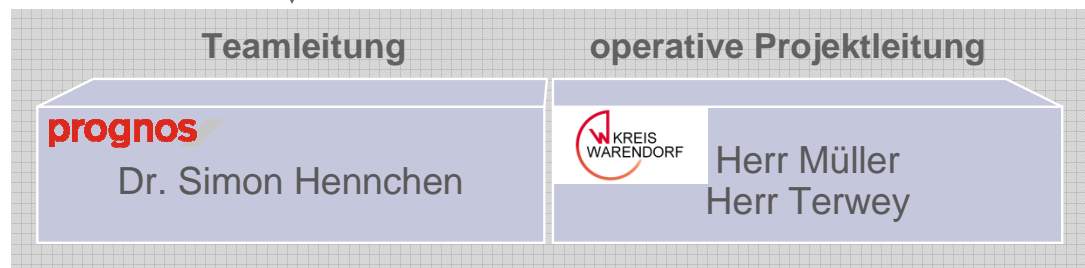 Teamleitung
operative Projektleitung
prognos
Dr. Simon Hennchen
KREIS
WARENDORF
Herr Müller
Herr Terwey